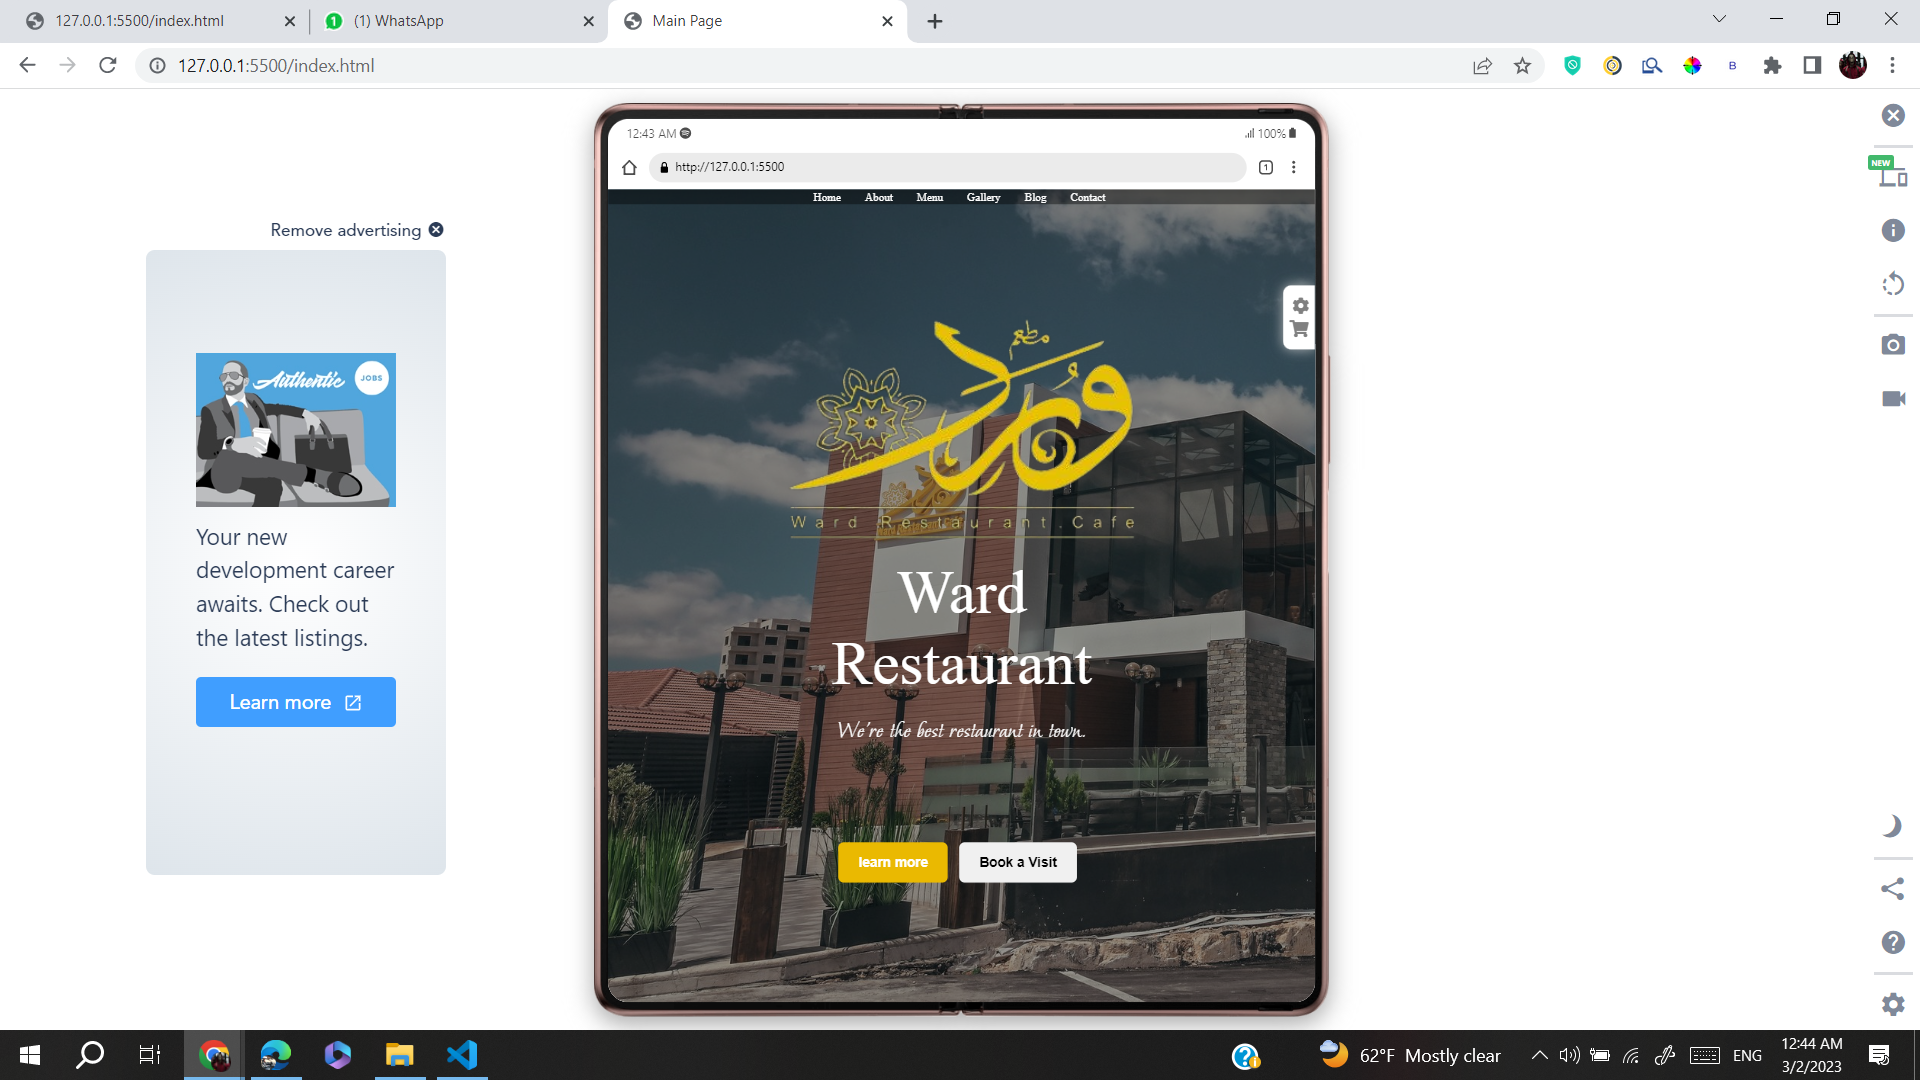 127.0.0.1:5500/index.html
(1) WhatsApp
Main Page
127.0.0.1:5500/index.html
12:43 AM
100%
http://127.0.0.1:5500
1
Home About Menu Gallery Blog Contact
NEW
Remove advertising
Authentic JOBS
Your new
development career
awaits. Check out
the latest listings.
Learn more
مطعم
ورد
Ward Restaurant.Cafe
Ward
Restaurant
We're the best restaurant in town.
learn more
Book a Visit
62°F Mostly clear
ENG
12:44 AM
3/2/2023